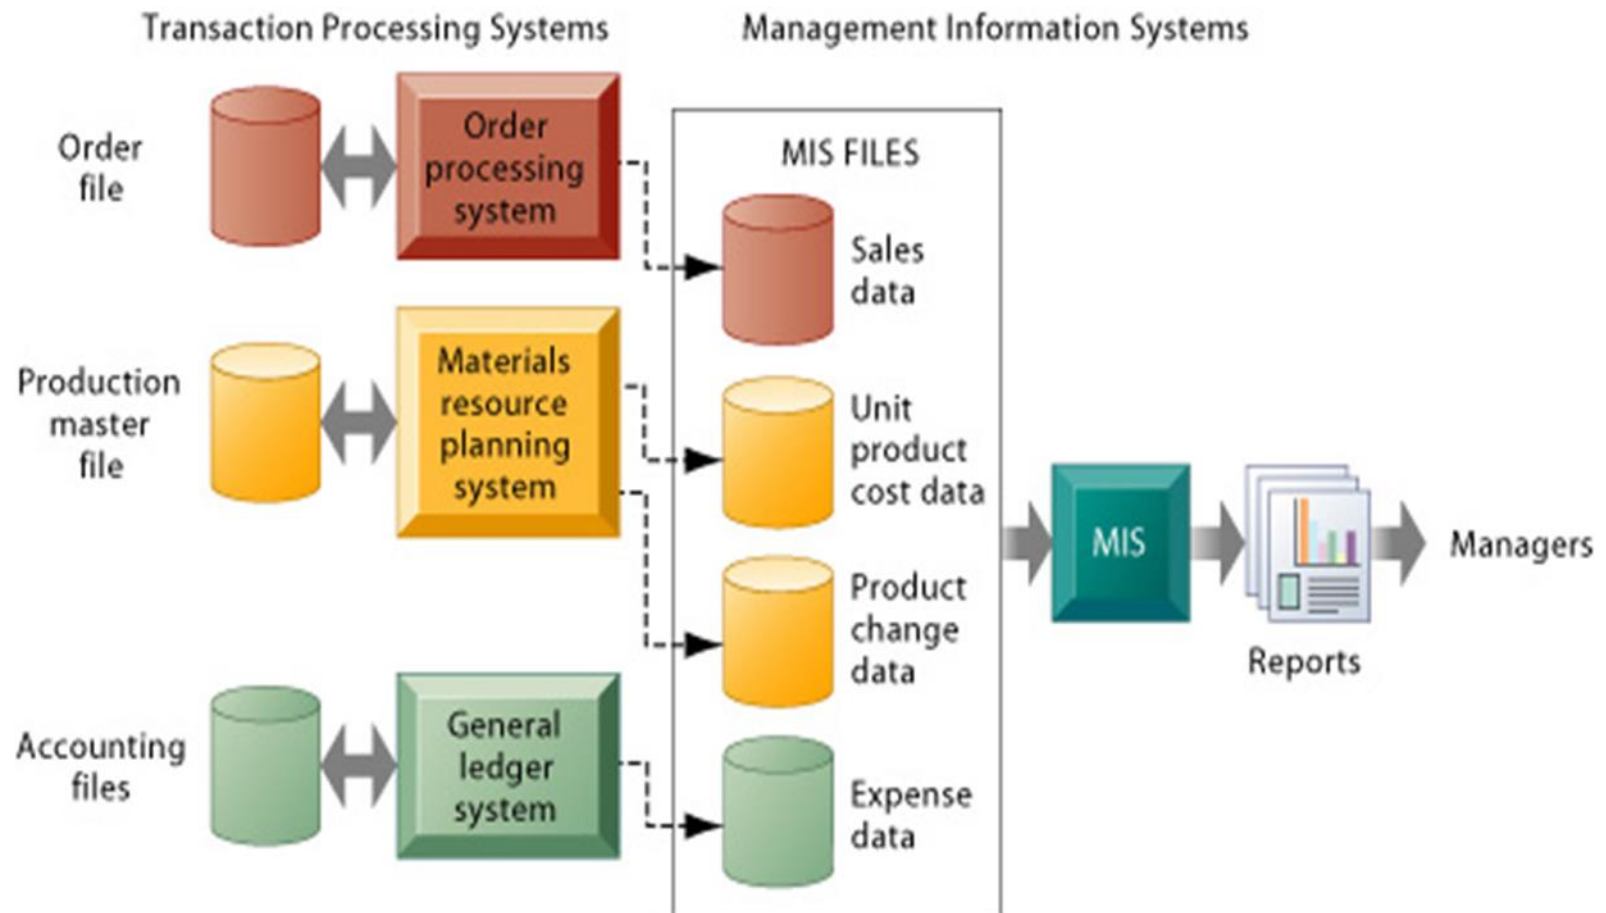 Transaction Processing Systems
Management Information Systems
Order
file
Order
processing
system
MIS FILES
Sales
data
Production
master
file
Materials
resource
planning
system
Unit
product
cost data
Product
change
data
MIS
Reports
Managers
Accounting
files
General
ledger
system
Expense
data